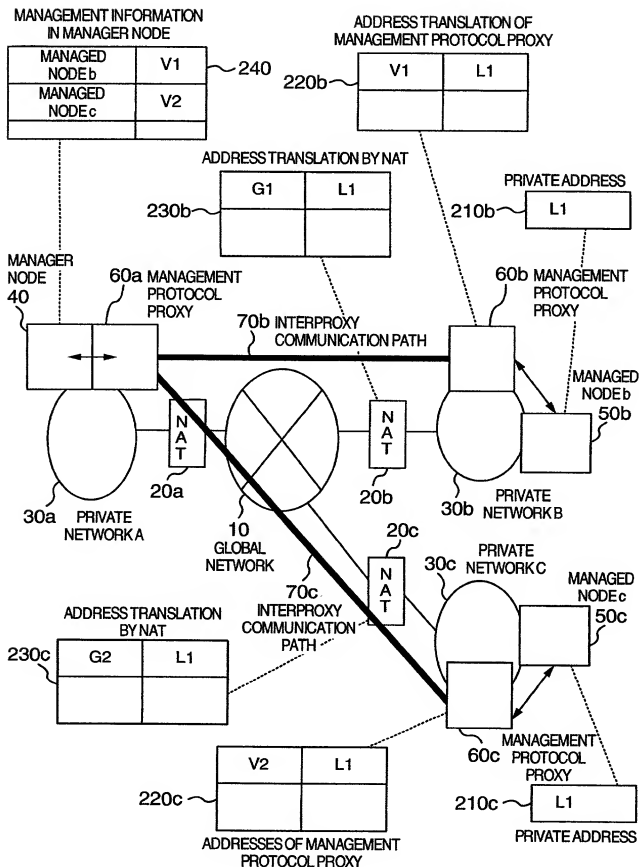 MANAGEMENT INFORMATION
IN MANAGER NODE
MANAGED
NODE b
V1
MANAGED
NODE c
V2
240
ADDRESS TRANSLATION OF
MANAGEMENT PROTOCOL PROXY
220b
V1
L1
ADDRESS TRANSLATION BY NAT
230b
G1
L1
PRIVATE ADDRESS
210b
L1
MANAGER
NODE
40
60a
MANAGEMENT
PROTOCOL
PROXY
60b
MANAGEMENT
PROTOCOL
PROXY
70b
INTERPROXY
COMMUNICATION PATH
MANAGED
NODE b
50b
NAT
20a
NAT
20b
30a
PRIVATE
NETWORK A
10
GLOBAL
NETWORK
30b
PRIVATE
NETWORK B
20c
NAT
30c
PRIVATE
NETWORK C
70c
INTERPROXY
COMMUNICATION
PATH
MANAGED
NODE c
50c
ADDRESS TRANSLATION
BY NAT
230c
G2
L1
60c
MANAGEMENT
PROTOCOL
PROXY
220c
V2
L1
ADDRESSES OF MANAGEMENT
PROTOCOL PROXY
210c
L1
PRIVATE ADDRESS